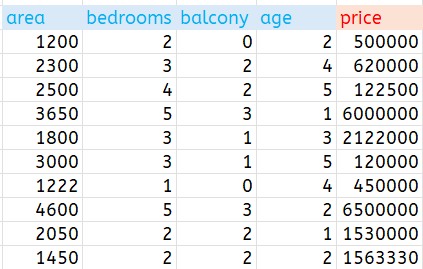 area bedrooms balcony age price
1200 2 0 2 500000
2300 3 2 4 620000
2500 4 2 5 122500
3650 5 3 1 6000000
1800 3 1 3 2122000
3000 3 1 5 120000
1222 1 0 4 450000
4600 5 3 2 6500000
2050 2 2 1 1530000
1450 2 2 2 1563330